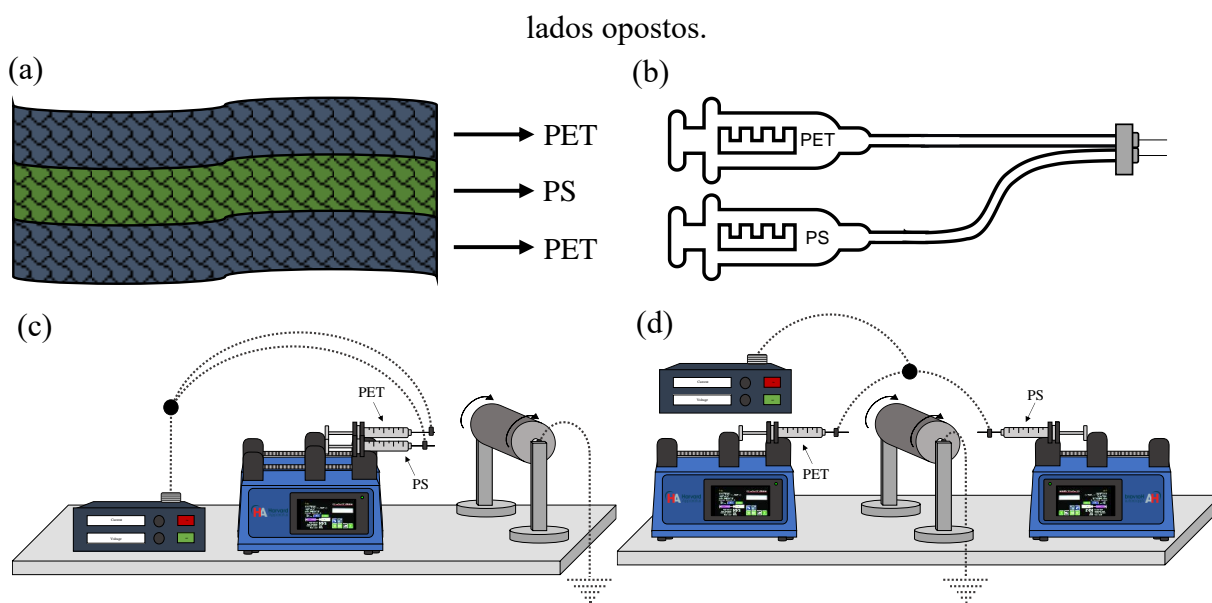 lados opostos.
(a)
PET
PS
PET
(b)
PET
PS
(c)
PET
PS
Current
Voltage
(d)
Current
Voltage
PET
PS